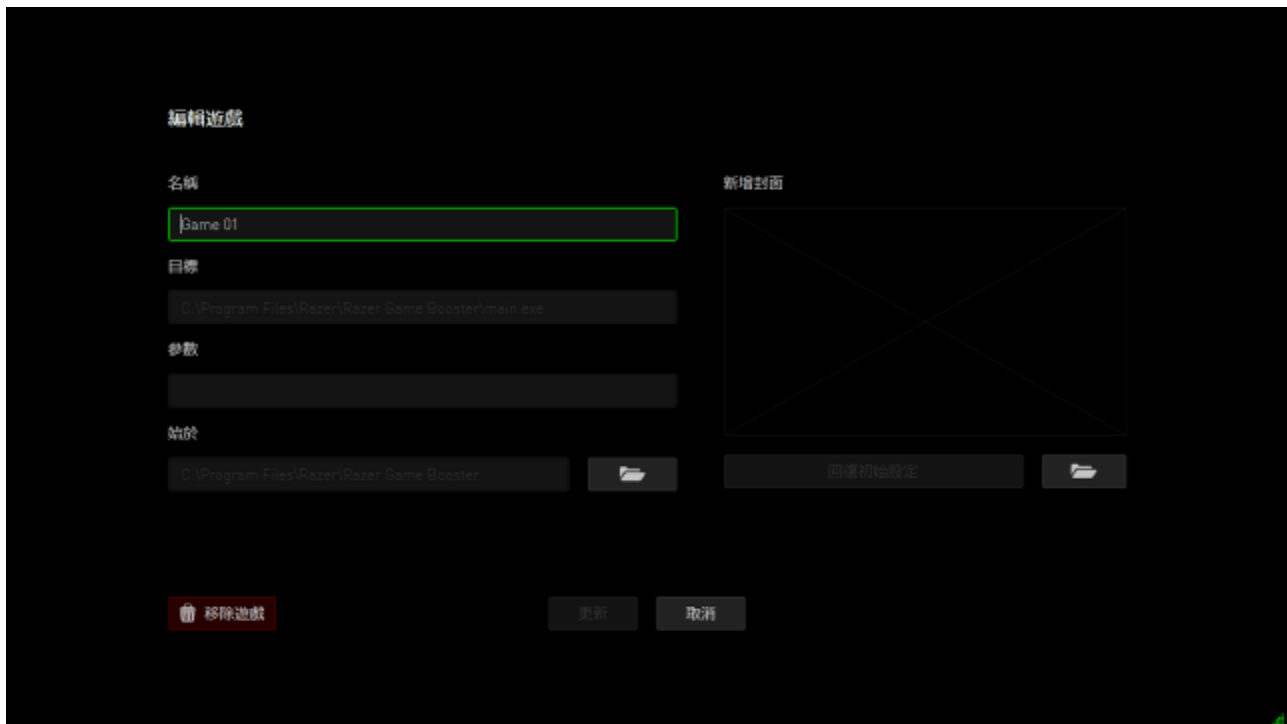 編輯遊戲
名稱
Game 01
目標
C:\Program Files\Razer\Razer Game Booster\main.exe
參數
始於
C:\Program Files\Razer\Razer Game Booster
新增封面
回復初始設定
移除遊戲
更新
取消